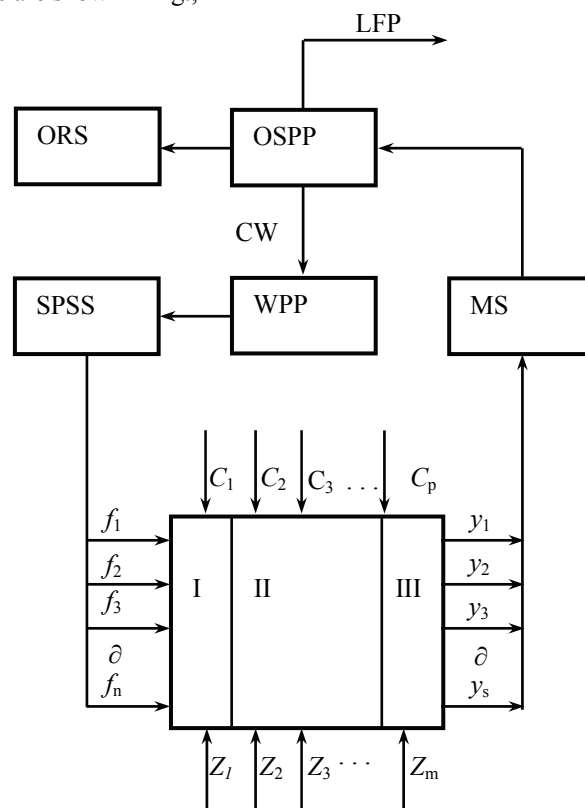 LFP
ORS OSPP
CW
SPSS WPP MS
C1 C2 C3 . . . Cp
f1 y1
f2 y2
f3 I II III y3
∂ ∂
fn ys
Z1 Z2 Z3 . . . Zm